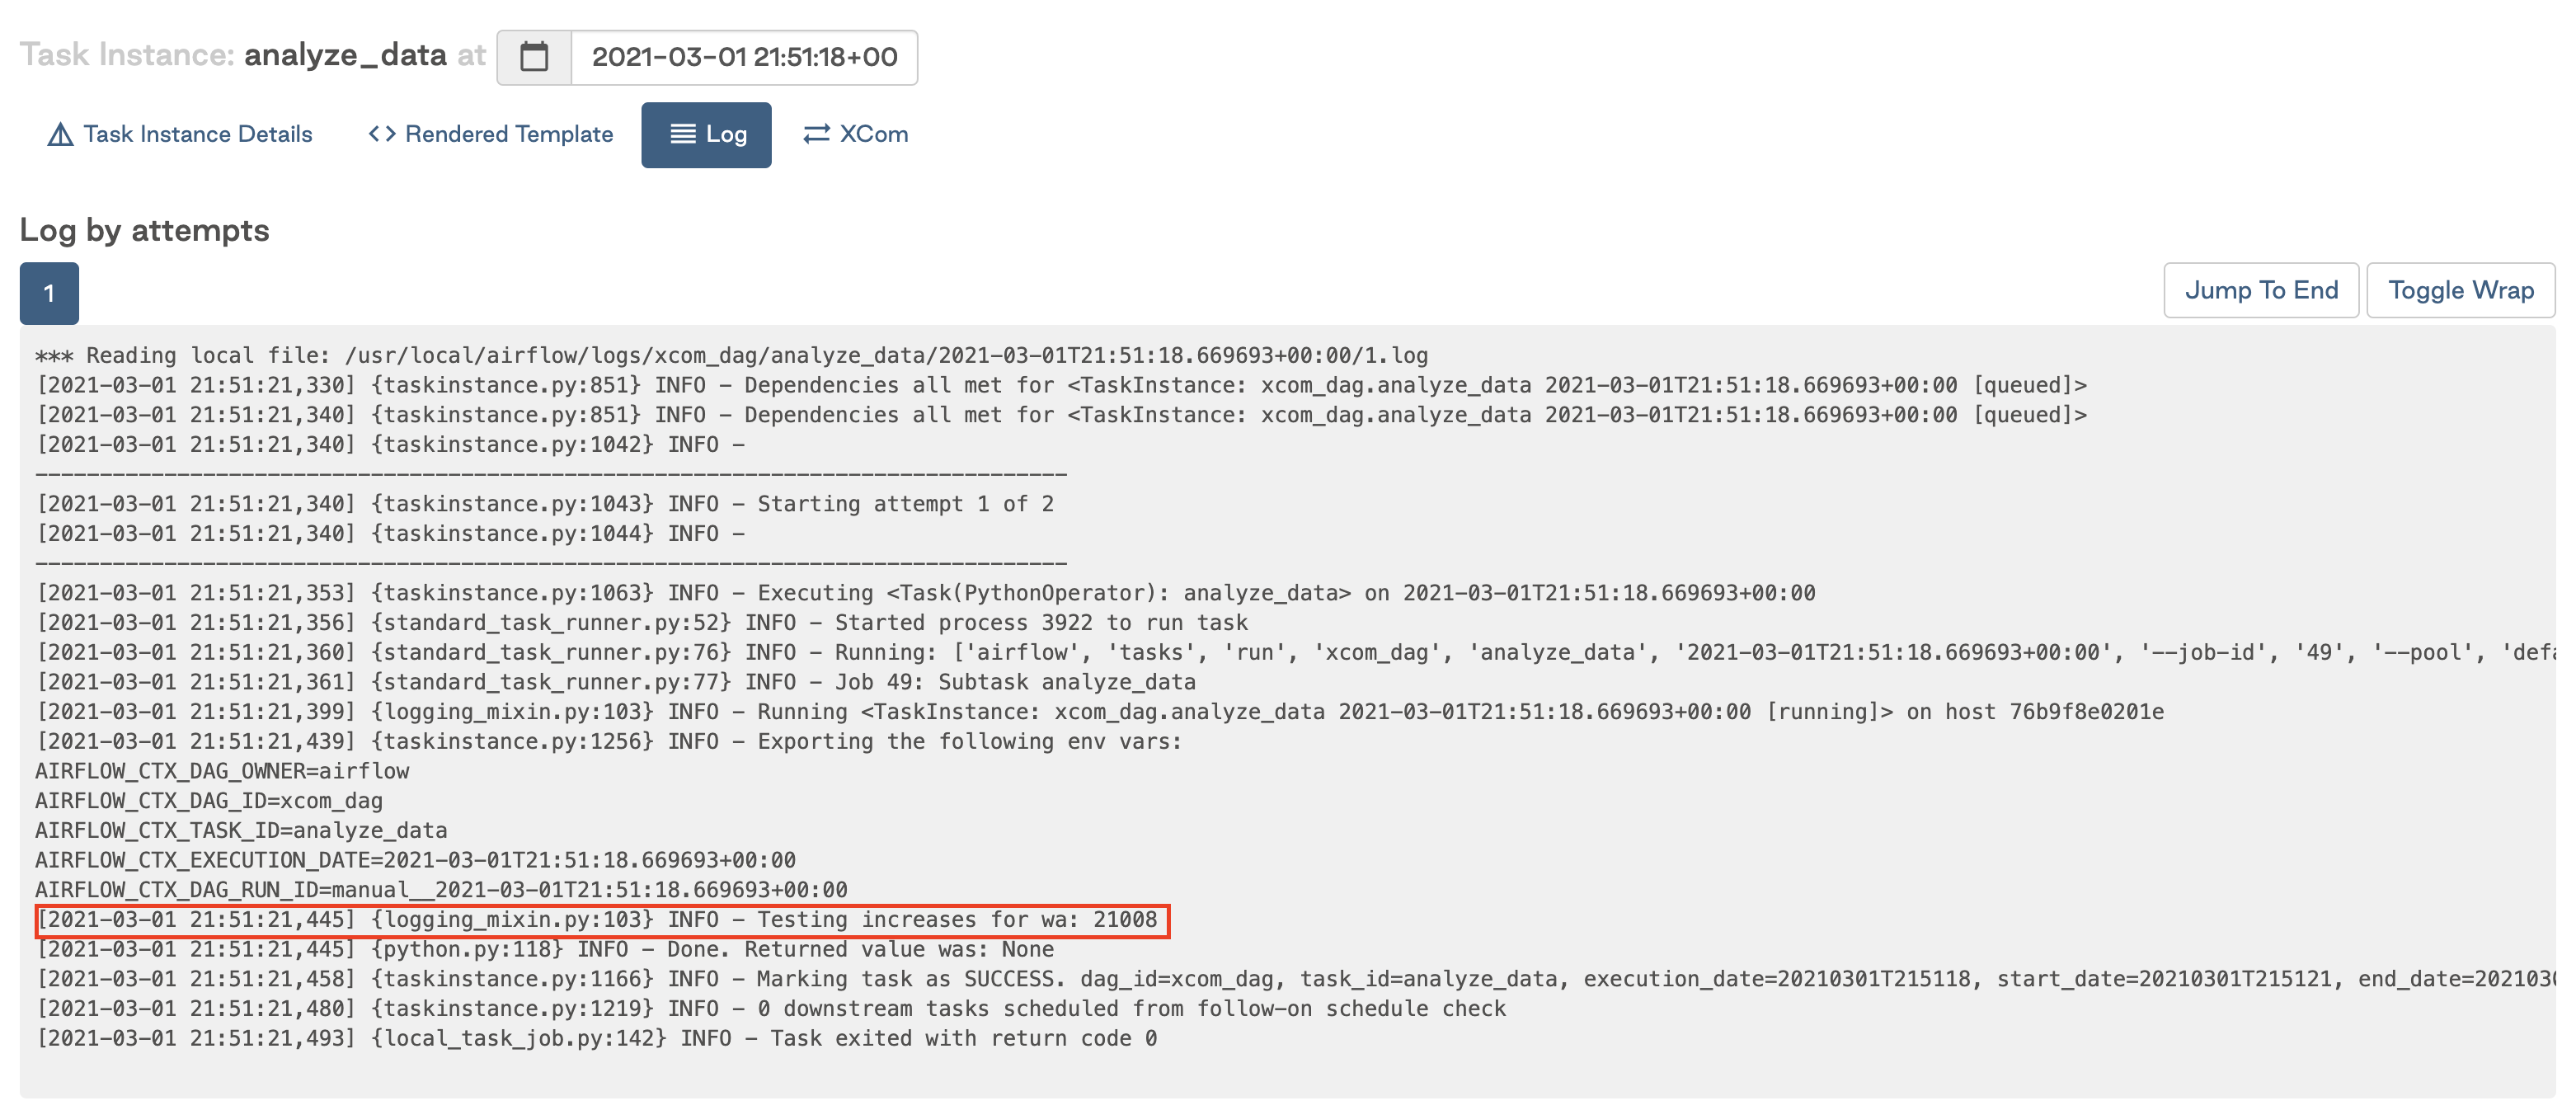 Task Instance: analyze_data at 2021-03-01 21:51:18+00
Task Instance Details <> Rendered Template Log XCom
Log by attempts
1 Jump To End Toggle Wrap
*** Reading local file: /usr/local/airflow/logs/xcom_dag/analyze_data/2021-03-01T21:51:18.669693+00:00/1.log
[2021-03-01 21:51:21,330] {taskinstance.py:851} INFO - Dependencies all met for <TaskInstance: xcom_dag.analyze_data 2021-03-01T21:51:18.669693+00:00 [queued]>
[2021-03-01 21:51:21,340] {taskinstance.py:851} INFO - Dependencies all met for <TaskInstance: xcom_dag.analyze_data 2021-03-01T21:51:18.669693+00:00 [queued]>
[2021-03-01 21:51:21,340] {taskinstance.py:1042} INFO -
--------------------------------------------------------------------------------
[2021-03-01 21:51:21,340] {taskinstance.py:1043} INFO - Starting attempt 1 of 2
[2021-03-01 21:51:21,340] {taskinstance.py:1044} INFO -
--------------------------------------------------------------------------------
[2021-03-01 21:51:21,353] {taskinstance.py:1063} INFO - Executing <Task(PythonOperator): analyze_data> on 2021-03-01T21:51:18.669693+00:00
[2021-03-01 21:51:21,356] {standard_task_runner.py:52} INFO - Started process 3922 to run task
[2021-03-01 21:51:21,360] {standard_task_runner.py:76} INFO - Running: ['airflow', 'tasks', 'run', 'xcom_dag', 'analyze_data', '2021-03-01T21:51:18.669693+00:00', '--job-id', '49', '--pool', 'defa
[2021-03-01 21:51:21,361] {standard_task_runner.py:77} INFO - Job 49: Subtask analyze_data
[2021-03-01 21:51:21,399] {logging_mixin.py:103} INFO - Running <TaskInstance: xcom_dag.analyze_data 2021-03-01T21:51:18.669693+00:00 [running]> on host 76b9f8e0201e
[2021-03-01 21:51:21,439] {taskinstance.py:1256} INFO - Exporting the following env vars:
AIRFLOW_CTX_DAG_OWNER=airflow
AIRFLOW_CTX_DAG_ID=xcom_dag
AIRFLOW_CTX_TASK_ID=analyze_data
AIRFLOW_CTX_EXECUTION_DATE=2021-03-01T21:51:18.669693+00:00
AIRFLOW_CTX_DAG_RUN_ID=manual__2021-03-01T21:51:18.669693+00:00
[2021-03-01 21:51:21,445] {logging_mixin.py:103} INFO - Testing increases for wa: 21008
[2021-03-01 21:51:21,445] {python.py:118} INFO - Done. Returned value was: None
[2021-03-01 21:51:21,458] {taskinstance.py:1166} INFO - Marking task as SUCCESS. dag_id=xcom_dag, task_id=analyze_data, execution_date=20210301T215118, start_date=20210301T215121, end_date=202103
[2021-03-01 21:51:21,480] {taskinstance.py:1219} INFO - 0 downstream tasks scheduled from follow-on schedule check
[2021-03-01 21:51:21,493] {local_task_job.py:142} INFO - Task exited with return code 0